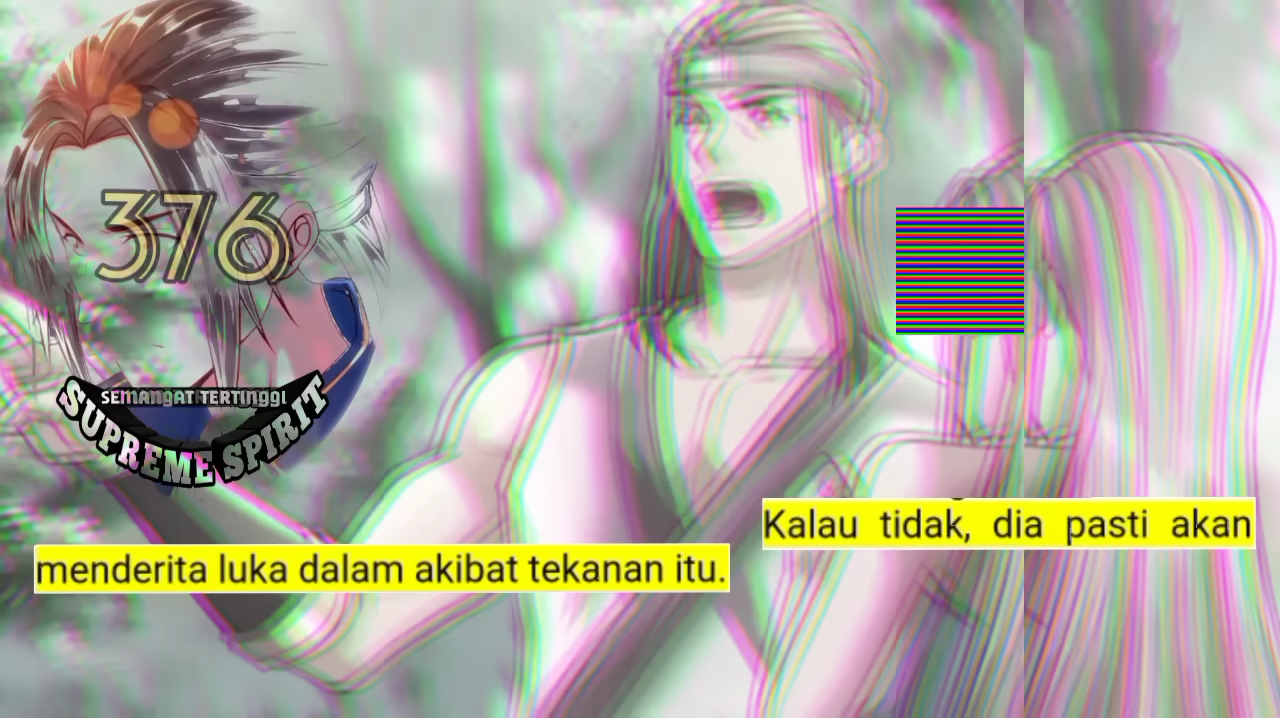 376
SEMANGAT TERTINGGI
SUPREME SPIRIT
Kalau tidak, dia pasti akan
menderita luka dalam akibat tekanan itu.